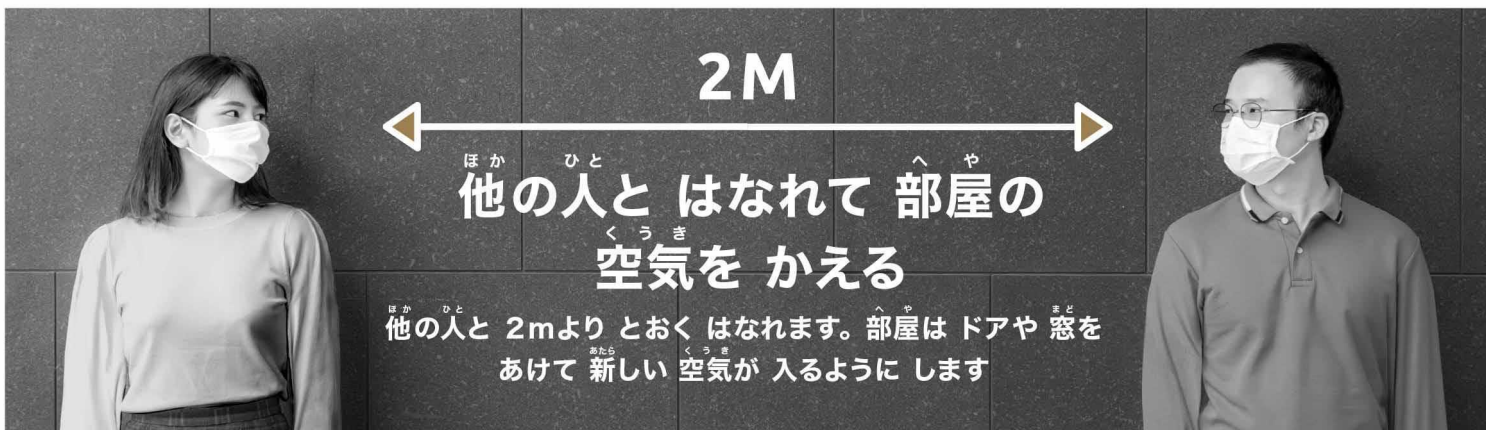 2M
他の人と はなれて 部屋の
空気を かえる
他の人と 2mより とおく はなれます。部屋は ドアや 窓を
あけて 新しい 空気が 入るように します